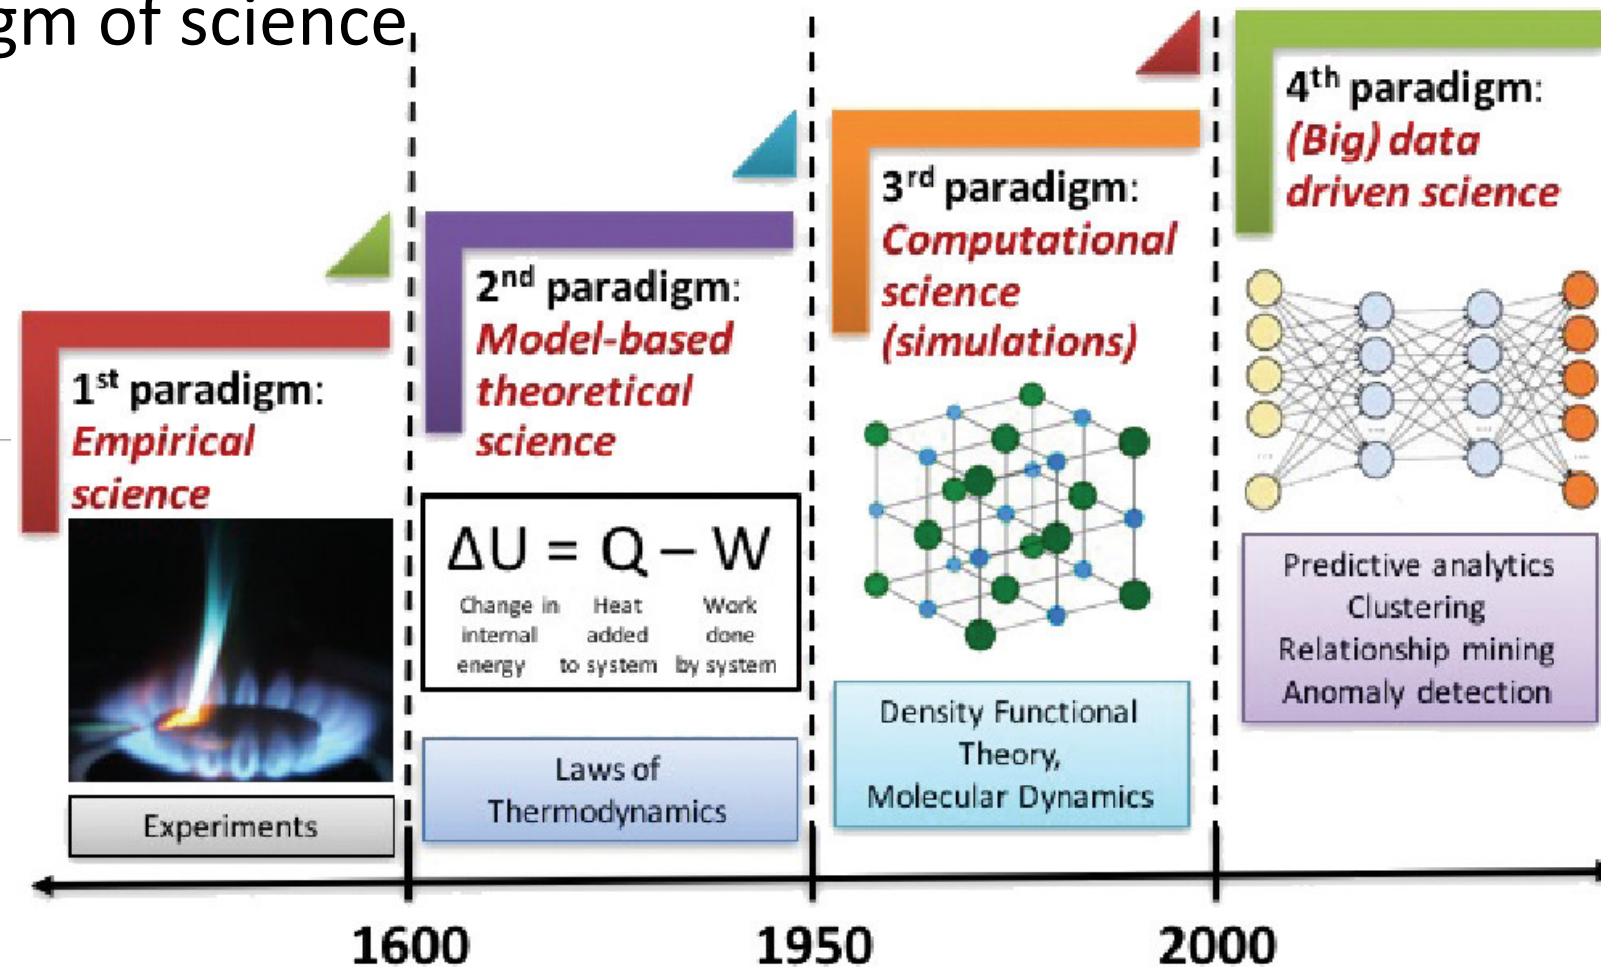 gm of science
1st paradigm:
Empirical
science
Experiments
2nd paradigm:
Model-based
theoretical
science
ΔU = Q – W
Change in internal energy
Heat added to system
Work done by system
Laws of
Thermodynamics
3rd paradigm:
Computational
science
(simulations)
Density Functional
Theory,
Molecular Dynamics
4th paradigm:
(Big) data
driven science
Predictive analytics
Clustering
Relationship mining
Anomaly detection
1600
1950
2000